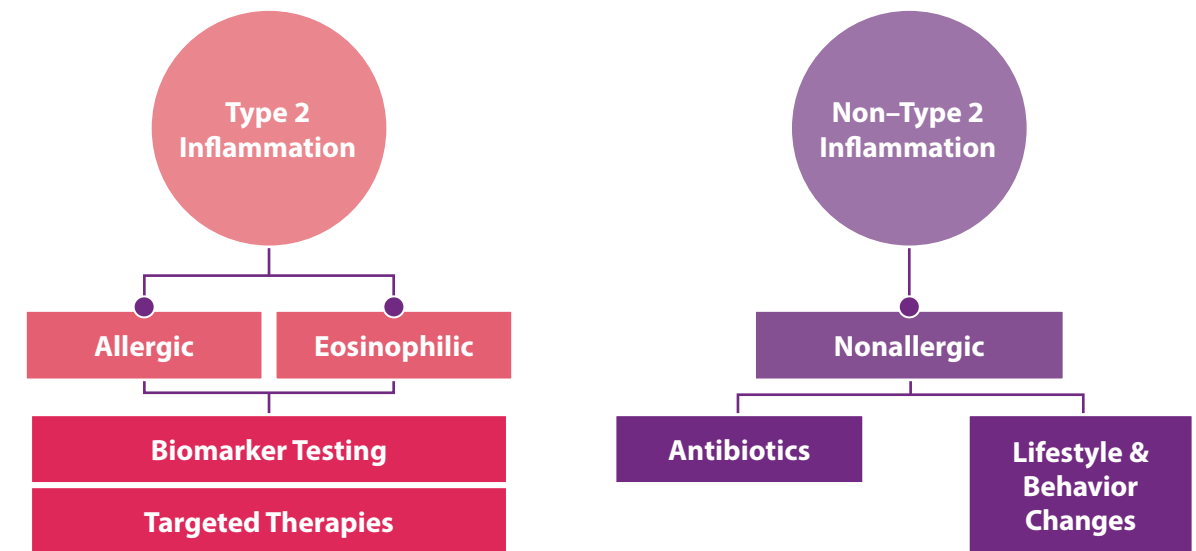 Type 2
Inflammation
Non–Type 2
Inflammation
Allergic
Eosinophilic
Nonallergic
Biomarker Testing
Targeted Therapies
Antibiotics
Lifestyle &
Behavior
Changes